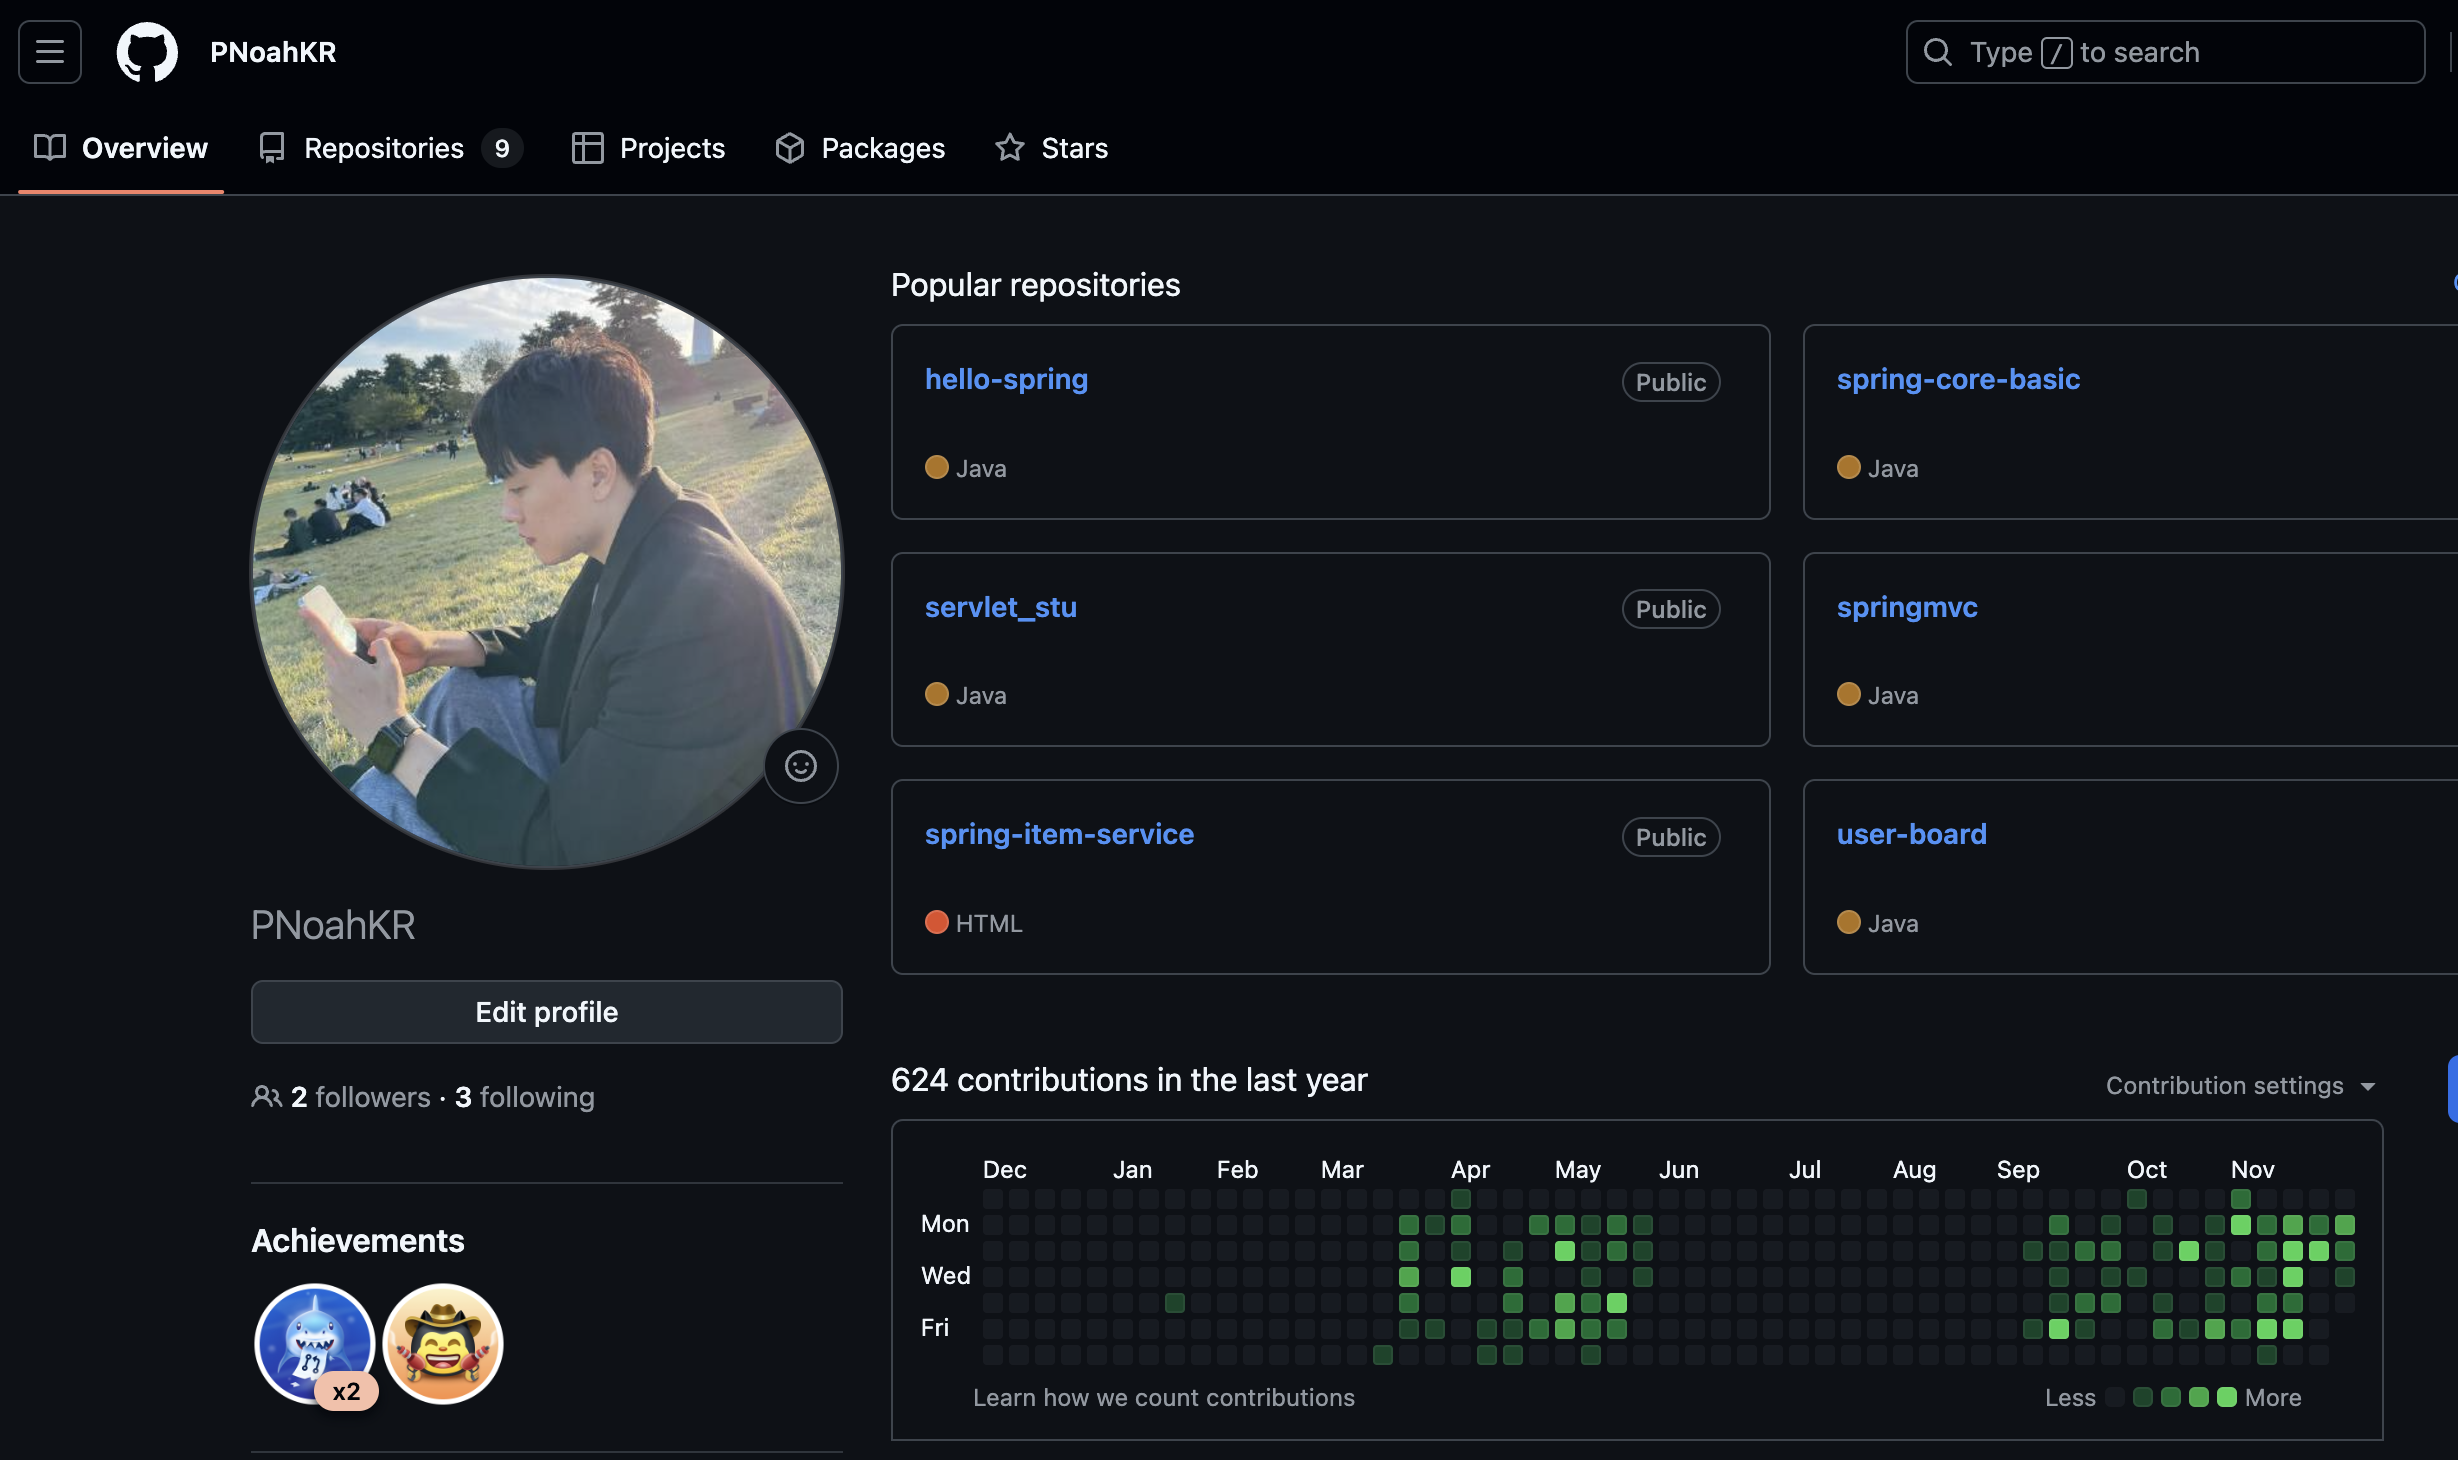 PNoahKR
Type / to search
Overview
Repositories 9
Projects
Packages
Stars
Popular repositories
hello-spring
Public
Java
spring-core-basic
Java
servlet_stu
Public
Java
springmvc
Java
spring-item-service
Public
HTML
user-board
Java
PNoahKR
Edit profile
2 followers · 3 following
Achievements
x2
624 contributions in the last year
Contribution settings
Dec Jan Feb Mar Apr May Jun Jul Aug Sep Oct Nov
Mon
Wed
Fri
Learn how we count contributions
Less More